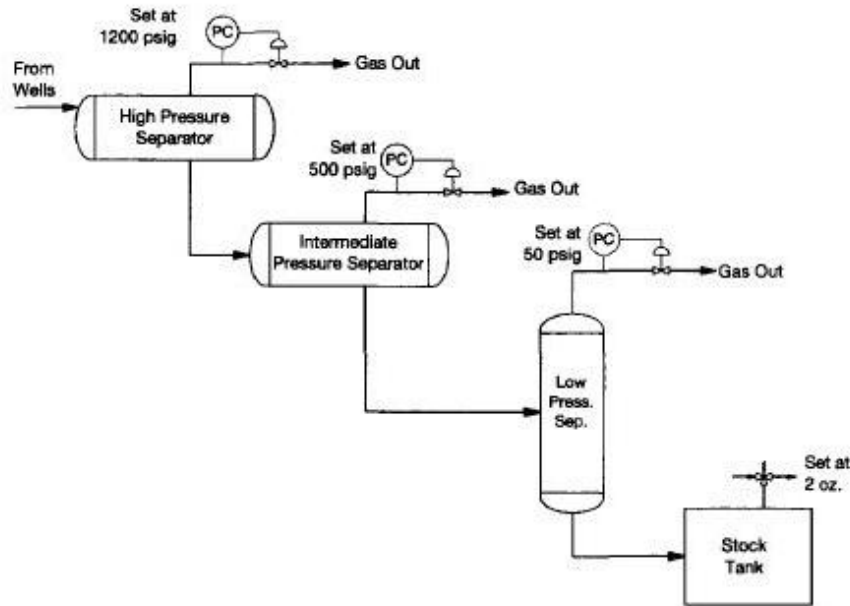 Set at
1200 psig
PC
Gas Out
From
Wells
High Pressure
Separator
Set at
500 psig
PC
Gas Out
Intermediate
Pressure Separator
Set at
50 psig
PC
Gas Out
Low
Press.
Sep.
Set at
2 oz.
Stock
Tank